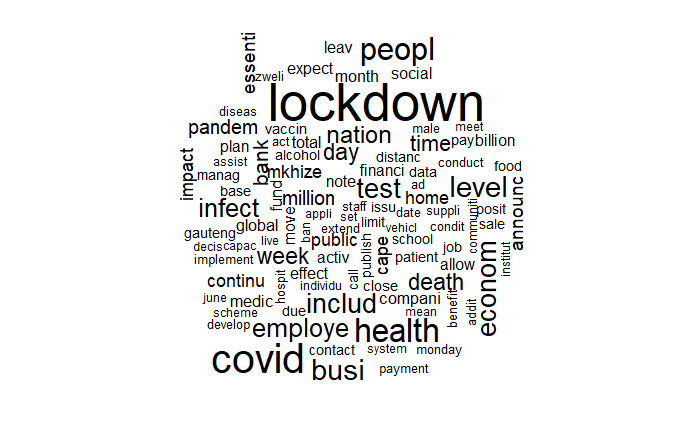 essenti
leav
peopl
zweli
expect
month
social
lockdown
diseas
pandem
vaccin
nation
male
meet
plan
act
total
time
pay
billion
assist
bank
alcohol
day
distanc
conduct
food
impact
manag
mkhize
note
financi
data
base
fund
million
test
ad
home
level
announc
infect
appli
staff
issu
date
suppli
posit
gauteng
global
move
set
limit
vehicl
condit
sale
decis
capac
live
ban
extend
public
publish
cape
school
job
communiti
implement
week
activ
patient
allow
institut
continu
hospit
effect
individu
call
close
death
econom
june
medic
due
includ
compani
benefit
addit
scheme
mean
develop
employe
health
covid
contact
system
monday
busi
payment